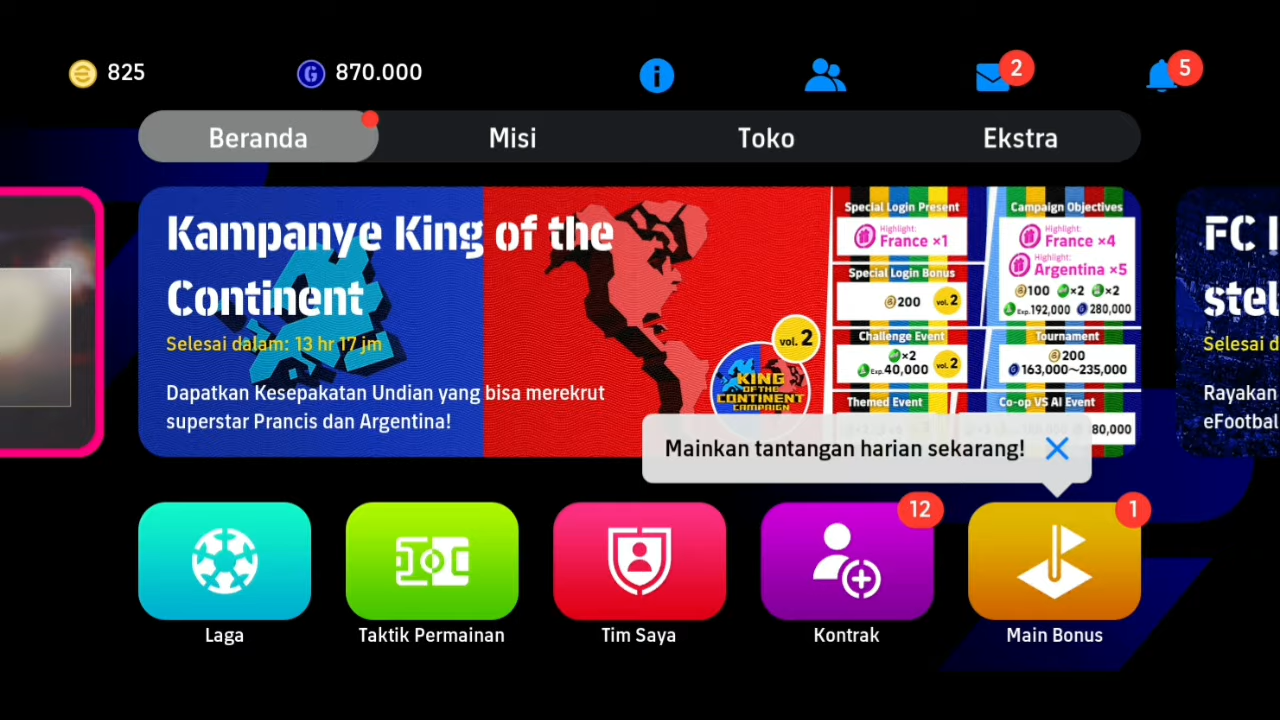 825
870.000
2
5
Beranda
Misi
Toko
Ekstra
Kampanye King of the
Continent
Selesai dalam: 13 hr 17 jm
Dapatkan Kesepakatan Undian yang bisa merekrut
superstar Prancis dan Argentina!
vol. 2
KING
OF THE
CONTINENT
CAMPAIGN
Special Login Present
Highlight:
France ×1
Special Login Bonus
200
vol. 2
Challenge Event
×2
Exp. 40,000
vol. 2
Themed Event
Campaign Objectives
Highlight:
France ×4
Highlight:
Argentina ×5
100 ×2 ×2
Exp. 192,000 280,000
Tournament
200
163,000～235,000
Co-op VS AI Event
80,000
FC
stel
Selesai d
Rayakan
eFootbal
Mainkan tantangan harian sekarang!
12
1
Laga
Taktik Permainan
Tim Saya
Kontrak
Main Bonus